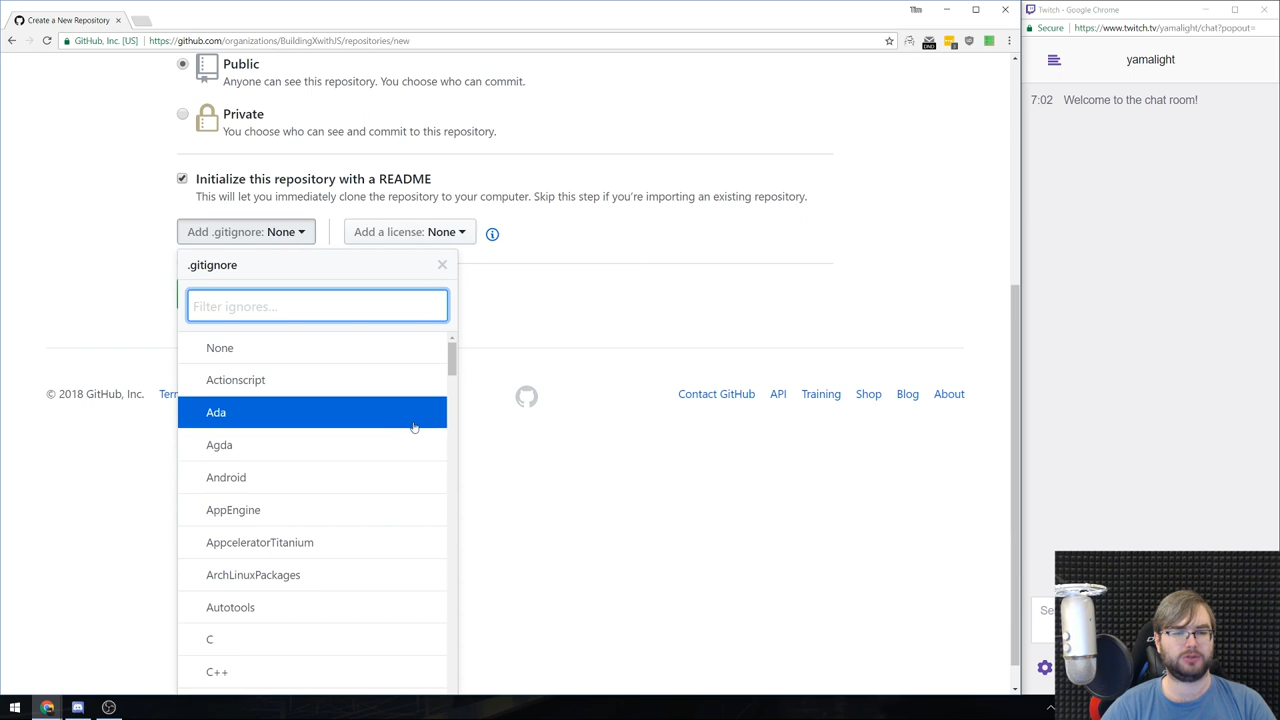 Create a New Repository
Twitch - Google Chrome
GitHub, Inc. [US]
https://github.com/organizations/BuildingXwithJS/repositories/new
Secure
https://www.twitch.tv/yamalight/chat?popout=
yamalight
7:02 Welcome to the chat room!
Public
Anyone can see this repository. You choose who can commit.
Private
You choose who can see and commit to this repository.
Initialize this repository with a README
This will let you immediately clone the repository to your computer. Skip this step if you're importing an existing repository.
Add .gitignore: None
Add a license: None
.gitignore
Filter ignores...
None
Actionscript
Ada
Agda
Android
AppEngine
AppceleratorTitanium
ArchLinuxPackages
Autotools
C
C++
© 2018 GitHub, Inc.
Contact GitHub
API
Training
Shop
Blog
About